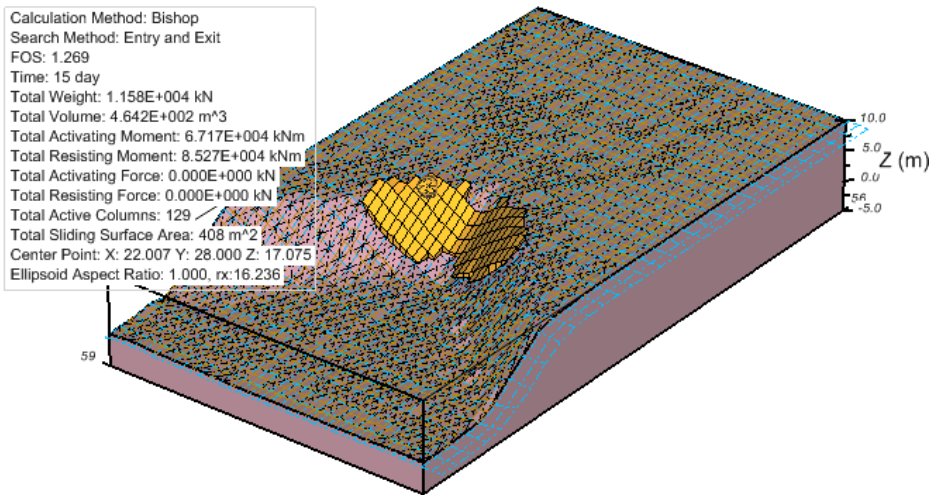 Calculation Method: Bishop
Search Method: Entry and Exit
FOS: 1.269
Time: 15 day
Total Weight: 1.158E+004 kN
Total Volume: 4.642E+002 m^3
Total Activating Moment: 6.717E+004 kNm
Total Resisting Moment: 8.527E+004 kNm
Total Activating Force: 0.000E+000 kN
Total Resisting Force: 0.000E+000 kN
Total Active Columns: 129
Total Sliding Surface Area: 408 m^2
Center Point: X: 22.007 Y: 28.000 Z: 17.075
Ellipsoid Aspect Ratio: 1.000, rx:16.236
10.0
5.0
Z (m)
0.0
56
-5.0
59